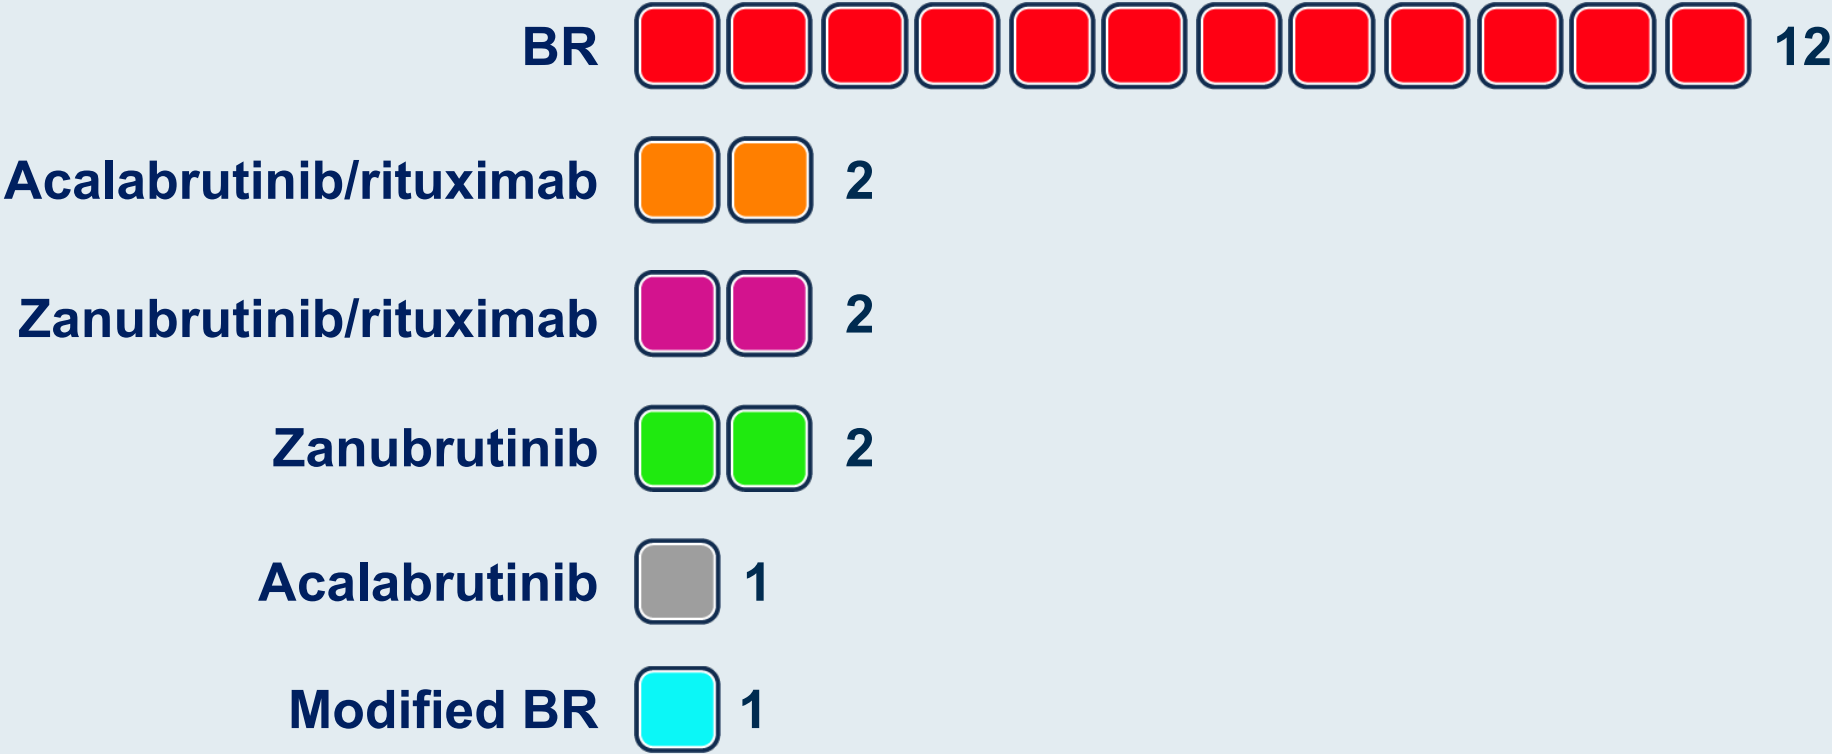 BR 12
Acalabrutinib/rituximab 2
Zanubrutinib/rituximab 2
Zanubrutinib 2
Acalabrutinib 1
Modified BR 1